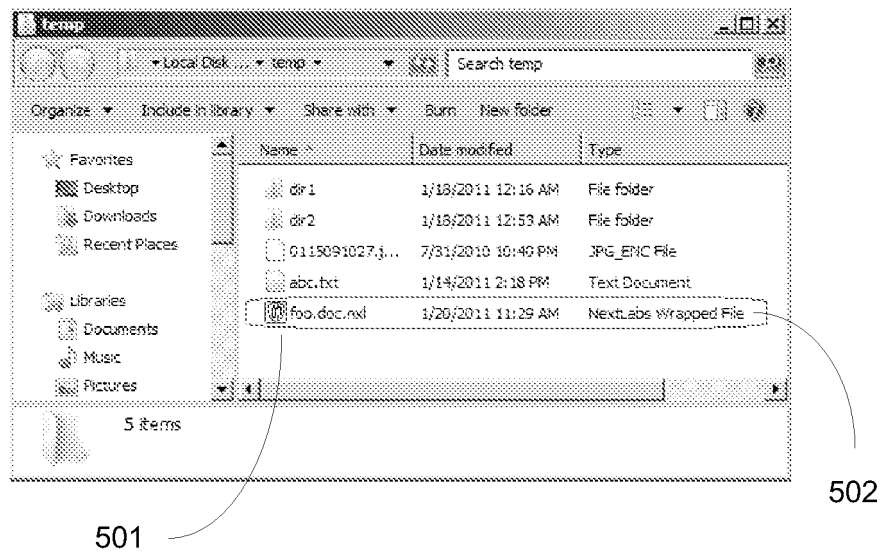 temp
Local Disk ... temp
Search temp
Organize Include in library Share with Burn New folder
Name Date modified Type
Favorites
Desktop
Downloads
Recent Places
Libraries
Documents
Music
Pictures
dir1 1/18/2011 12:16 AM File folder
dir2 1/18/2011 12:53 AM File folder
0115091027.j... 7/31/2010 10:40 PM JPG_ENC File
abc.txt 1/14/2011 2:18 PM Text Document
foo.doc.nxl 1/20/2011 11:29 AM NextLabs Wrapped File
5 items
501
502